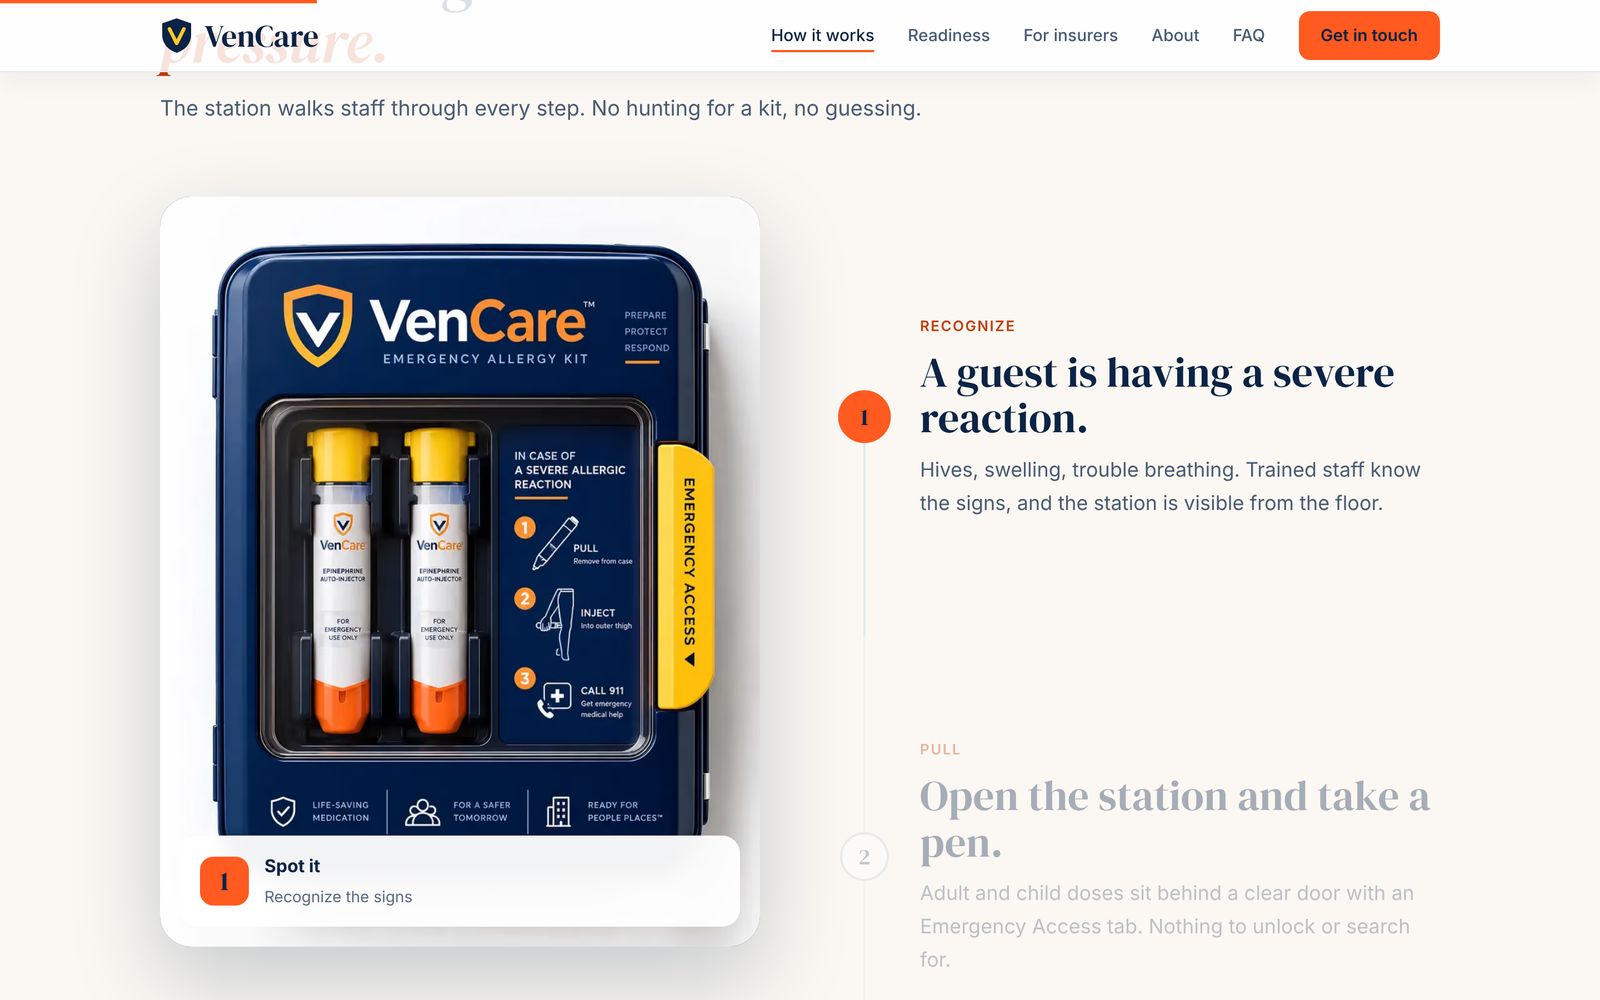 pressure.
VenCare
How it works
Readiness
For insurers
About
FAQ
Get in touch
The station walks staff through every step. No hunting for a kit, no guessing.
VenCare™
EMERGENCY ALLERGY KIT
PREPARE
PROTECT
RESPOND
VenCare
EPINEPHRINE
AUTO-INJECTOR
FOR
EMERGENCY
USE ONLY
VenCare
EPINEPHRINE
AUTO-INJECTOR
FOR
EMERGENCY
USE ONLY
IN CASE OF
A SEVERE ALLERGIC
REACTION
1
PULL
Remove from case
2
INJECT
Into outer thigh
3
CALL 911
Get emergency
medical help
EMERGENCY ACCESS
LIFE-SAVING
MEDICATION
FOR A SAFER
TOMORROW
READY FOR
PEOPLE PLACES™
1
Spot it
Recognize the signs
RECOGNIZE
1
A guest is having a severe
reaction.
Hives, swelling, trouble breathing. Trained staff know
the signs, and the station is visible from the floor.
PULL
2
Open the station and take a
pen.
Adult and child doses sit behind a clear door with an
Emergency Access tab. Nothing to unlock or search
for.